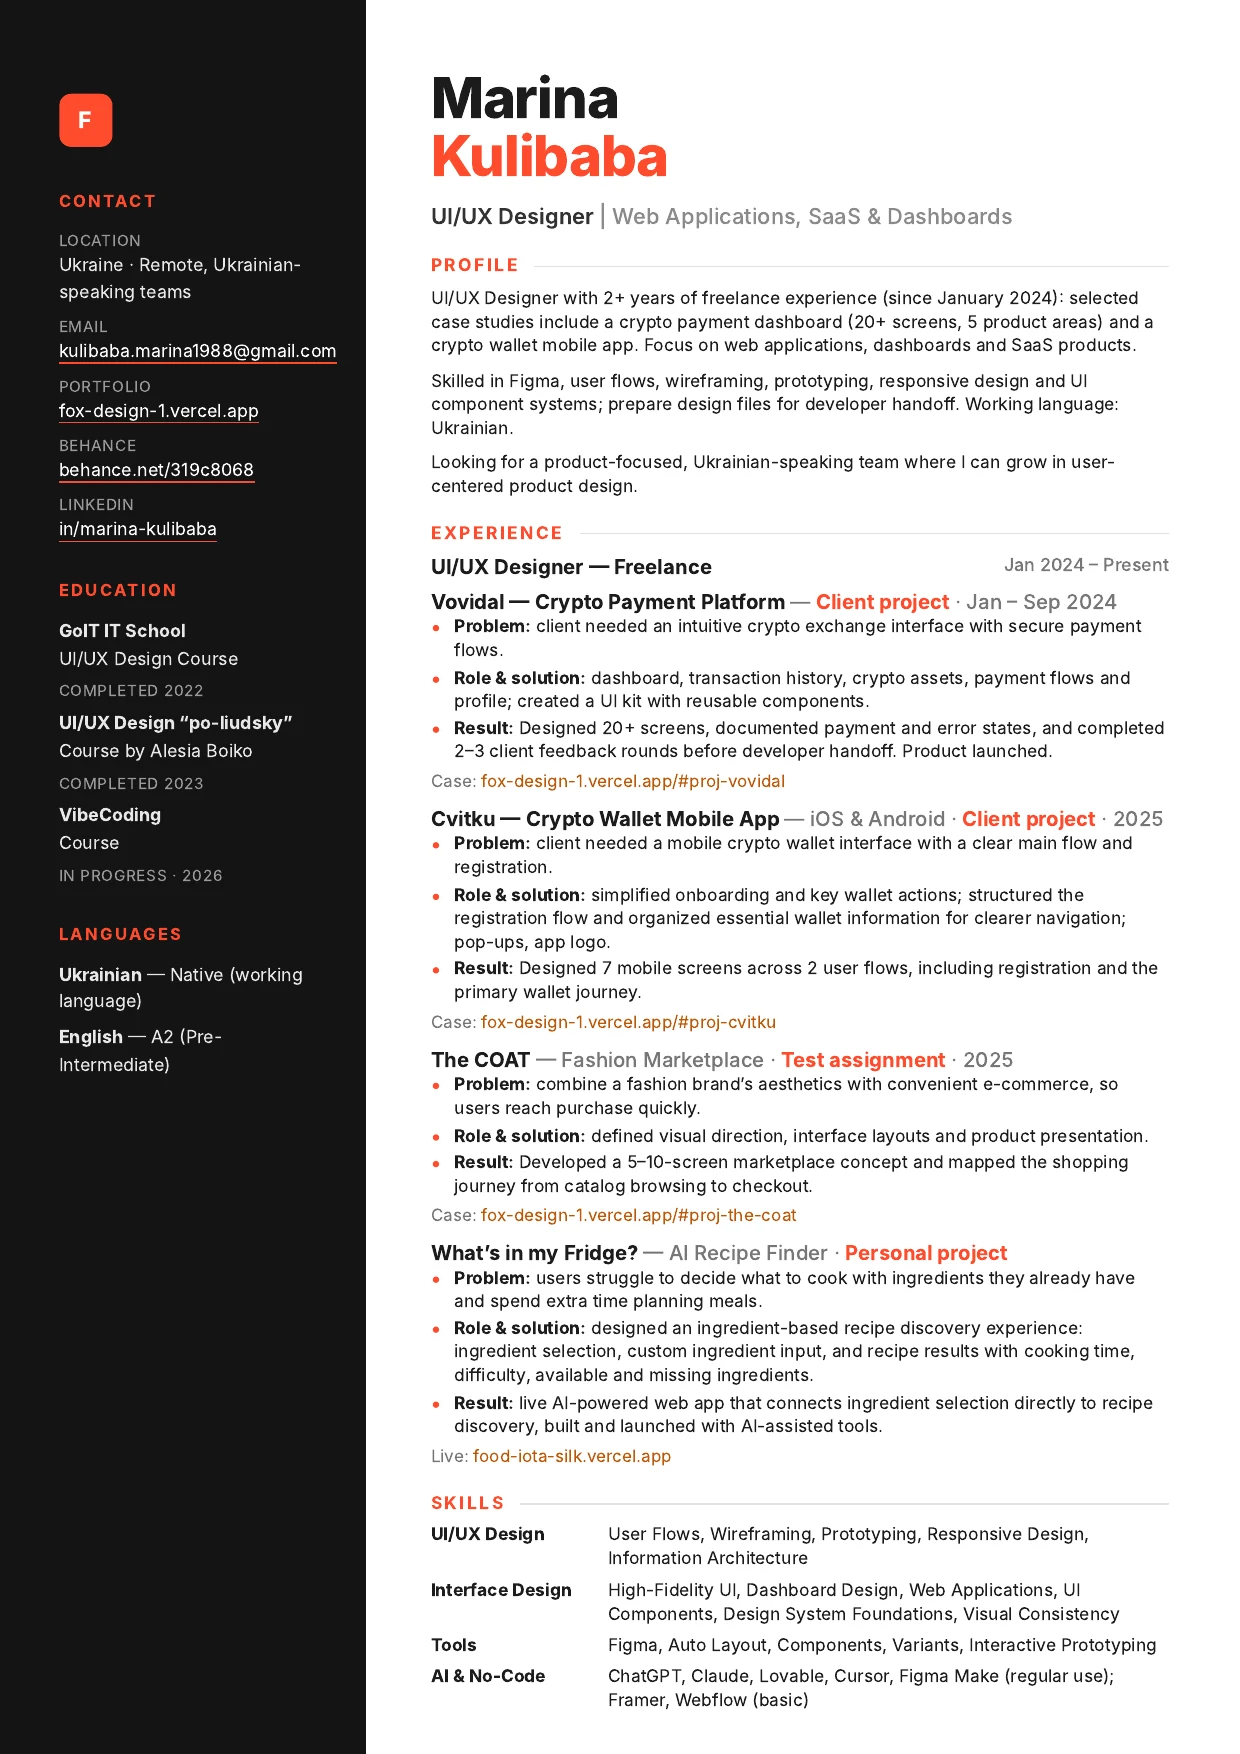 F
CONTACT
LOCATION
Ukraine · Remote, Ukrainian-
speaking teams
EMAIL
kulibaba.marina1988@gmail.com
PORTFOLIO
fox-design-1.vercel.app
BEHANCE
behance.net/319c8068
LINKEDIN
in/marina-kulibaba
EDUCATION
GoIT IT School
UI/UX Design Course
COMPLETED 2022
UI/UX Design “po-liudsky”
Course by Alesia Boiko
COMPLETED 2023
VibeCoding
Course
IN PROGRESS · 2026
LANGUAGES
Ukrainian — Native (working
language)
English — A2 (Pre-
Intermediate)
Marina
Kulibaba
UI/UX Designer | Web Applications, SaaS & Dashboards
PROFILE
UI/UX Designer with 2+ years of freelance experience (since January 2024): selected
case studies include a crypto payment dashboard (20+ screens, 5 product areas) and a
crypto wallet mobile app. Focus on web applications, dashboards and SaaS products.
Skilled in Figma, user flows, wireframing, prototyping, responsive design and UI
component systems; prepare design files for developer handoff. Working language:
Ukrainian.
Looking for a product-focused, Ukrainian-speaking team where I can grow in user-
centered product design.
EXPERIENCE
UI/UX Designer — Freelance Jan 2024 – Present
Vovidal — Crypto Payment Platform — Client project · Jan – Sep 2024
• Problem: client needed an intuitive crypto exchange interface with secure payment
flows.
• Role & solution: dashboard, transaction history, crypto assets, payment flows and
profile; created a UI kit with reusable components.
• Result: Designed 20+ screens, documented payment and error states, and completed
2–3 client feedback rounds before developer handoff. Product launched.
Case: fox-design-1.vercel.app/#proj-vovidal
Cvitku — Crypto Wallet Mobile App — iOS & Android · Client project · 2025
• Problem: client needed a mobile crypto wallet interface with a clear main flow and
registration.
• Role & solution: simplified onboarding and key wallet actions; structured the
registration flow and organized essential wallet information for clearer navigation;
pop-ups, app logo.
• Result: Designed 7 mobile screens across 2 user flows, including registration and the
primary wallet journey.
Case: fox-design-1.vercel.app/#proj-cvitku
The COAT — Fashion Marketplace · Test assignment · 2025
• Problem: combine a fashion brand’s aesthetics with convenient e-commerce, so
users reach purchase quickly.
• Role & solution: defined visual direction, interface layouts and product presentation.
• Result: Developed a 5–10-screen marketplace concept and mapped the shopping
journey from catalog browsing to checkout.
Case: fox-design-1.vercel.app/#proj-the-coat
What’s in my Fridge? — AI Recipe Finder · Personal project
• Problem: users struggle to decide what to cook with ingredients they already have
and spend extra time planning meals.
• Role & solution: designed an ingredient-based recipe discovery experience:
ingredient selection, custom ingredient input, and recipe results with cooking time,
difficulty, available and missing ingredients.
• Result: live AI-powered web app that connects ingredient selection directly to recipe
discovery, built and launched with AI-assisted tools.
Live: food-iota-silk.vercel.app
SKILLS
UI/UX Design User Flows, Wireframing, Prototyping, Responsive Design,
Information Architecture
Interface Design High-Fidelity UI, Dashboard Design, Web Applications, UI
Components, Design System Foundations, Visual Consistency
Tools Figma, Auto Layout, Components, Variants, Interactive Prototyping
AI & No-Code ChatGPT, Claude, Lovable, Cursor, Figma Make (regular use);
Framer, Webflow (basic)